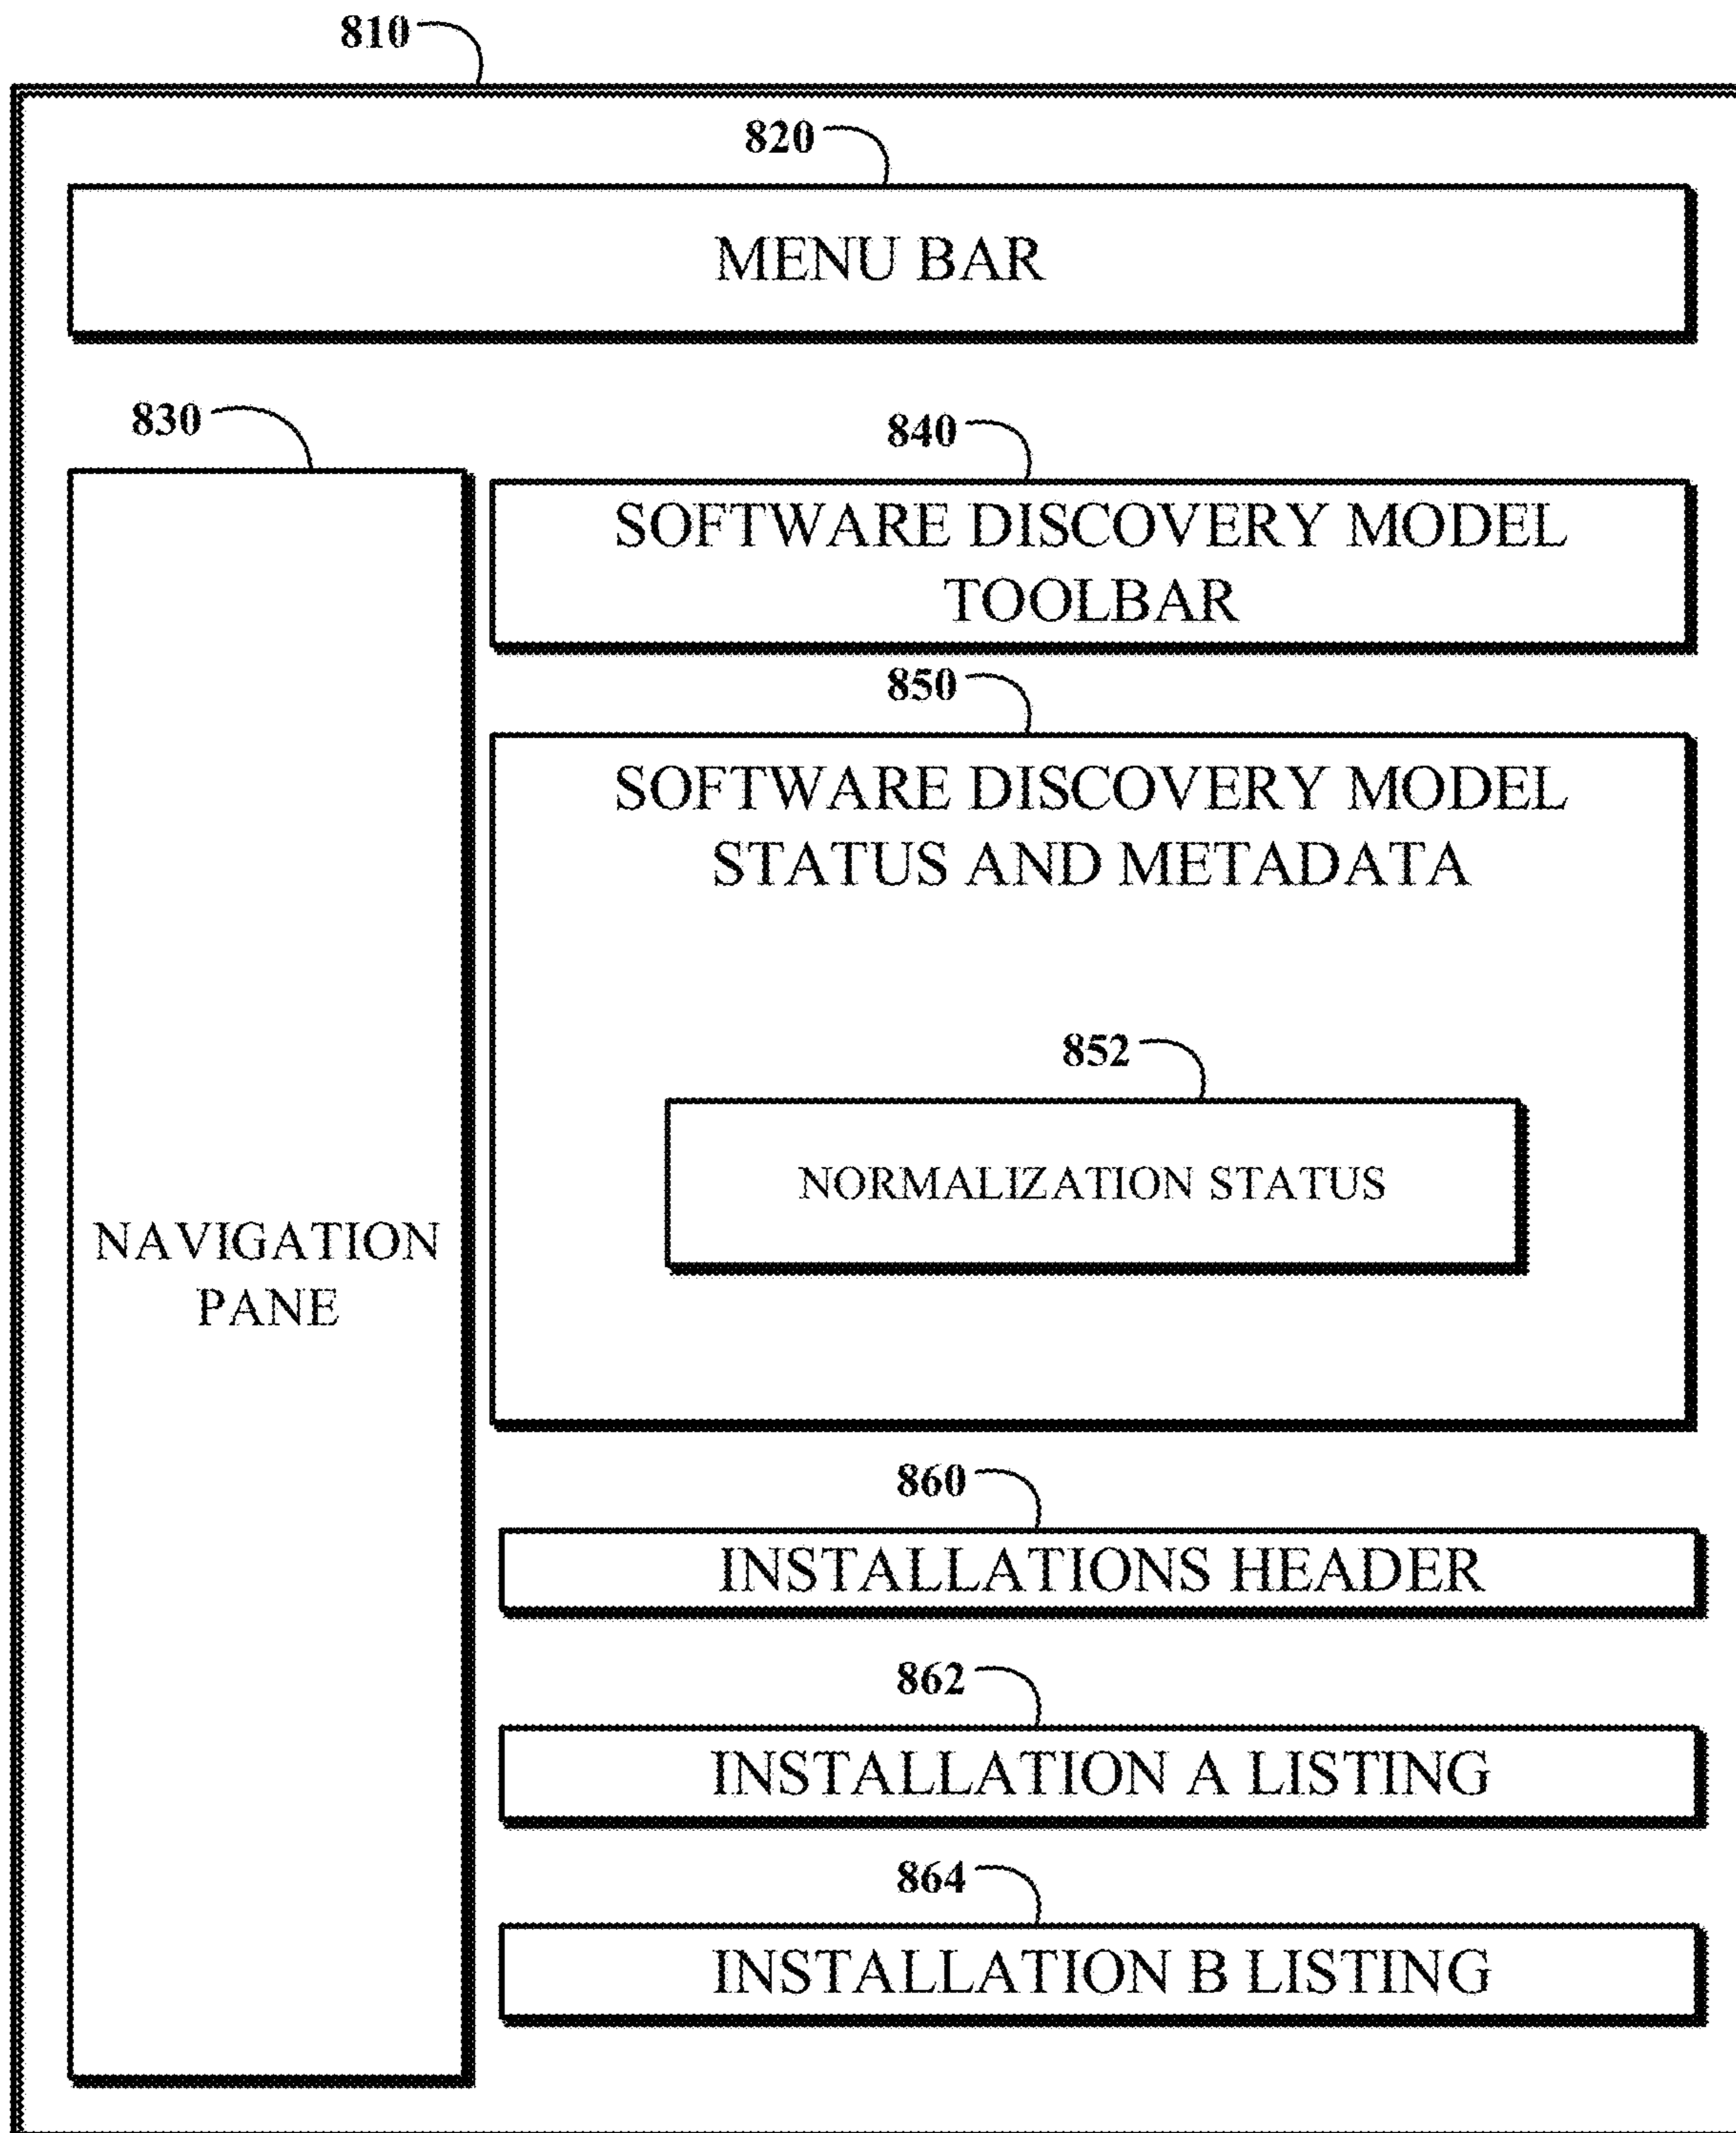 810
820
MENU BAR
830
NAVIGATION
PANE
840
SOFTWARE DISCOVERY MODEL
TOOLBAR
850
SOFTWARE DISCOVERY MODEL
STATUS AND METADATA
852
NORMALIZATION STATUS
860
INSTALLATIONS HEADER
862
INSTALLATION A LISTING
864
INSTALLATION B LISTING